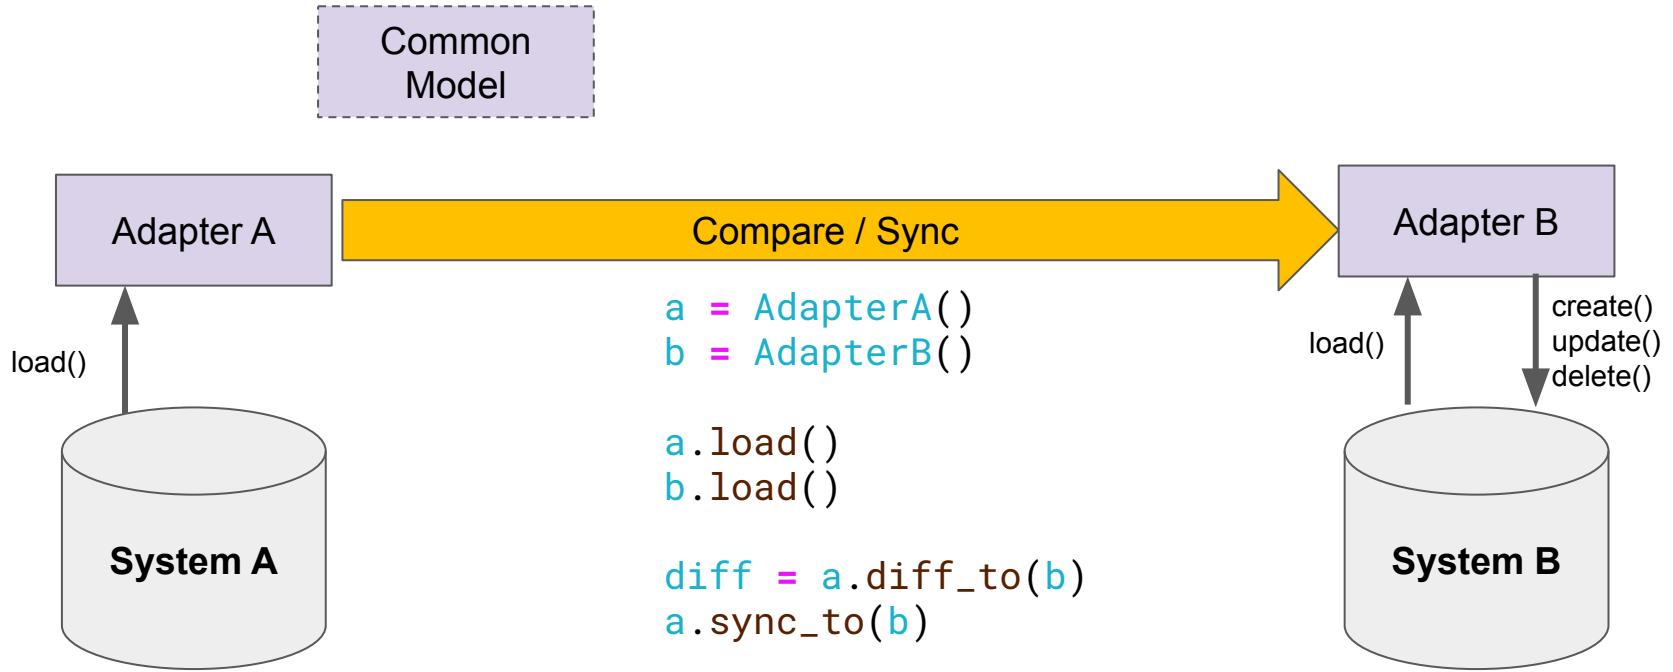 Common
Model
Adapter A
Compare / Sync
Adapter B
a = AdapterA()
b = AdapterB()
a.load()
b.load()
diff = a.diff_to(b)
a.sync_to(b)
load()
load()
create()
update()
delete()
System A
System B